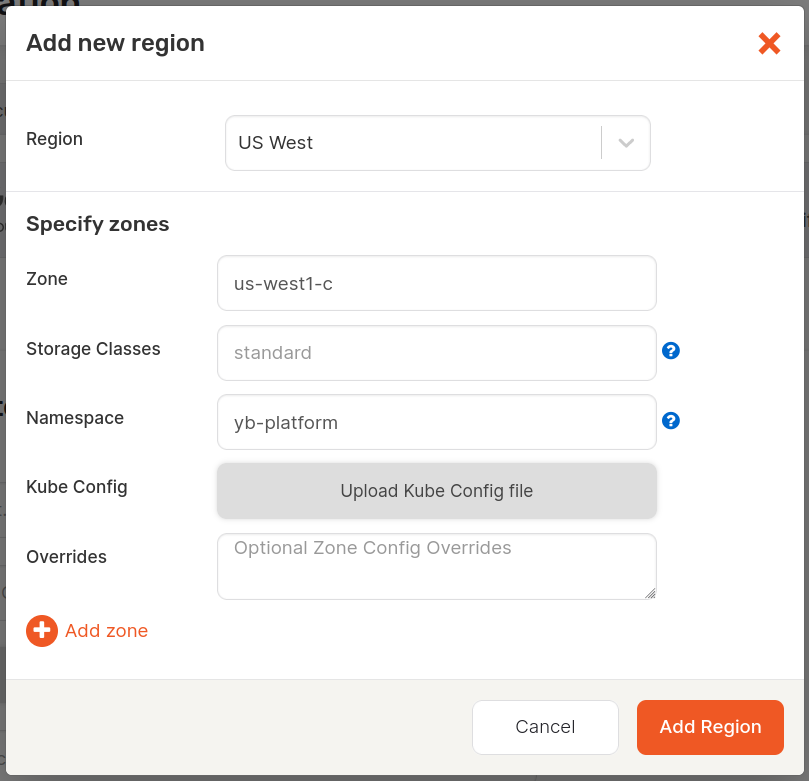 Add new region
Region
US West
Specify zones
Zone
us-west1-c
Storage Classes
standard
?
Namespace
yb-platform
?
Kube Config
Upload Kube Config file
Overrides
Optional Zone Config Overrides
Add zone
Cancel
Add Region